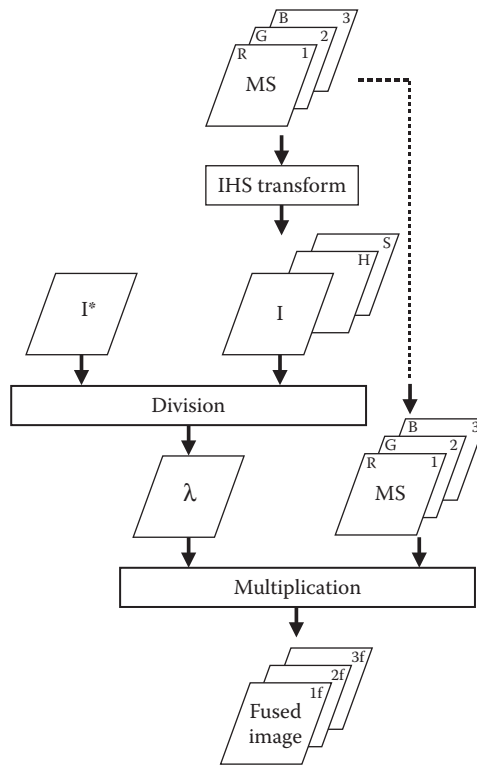 B 3
G 2
R 1
MS
IHS transform
S
H
I* I
Division
B 3
G 2
R 1
λ MS
Multiplication
3f
2f
1f
Fused
image